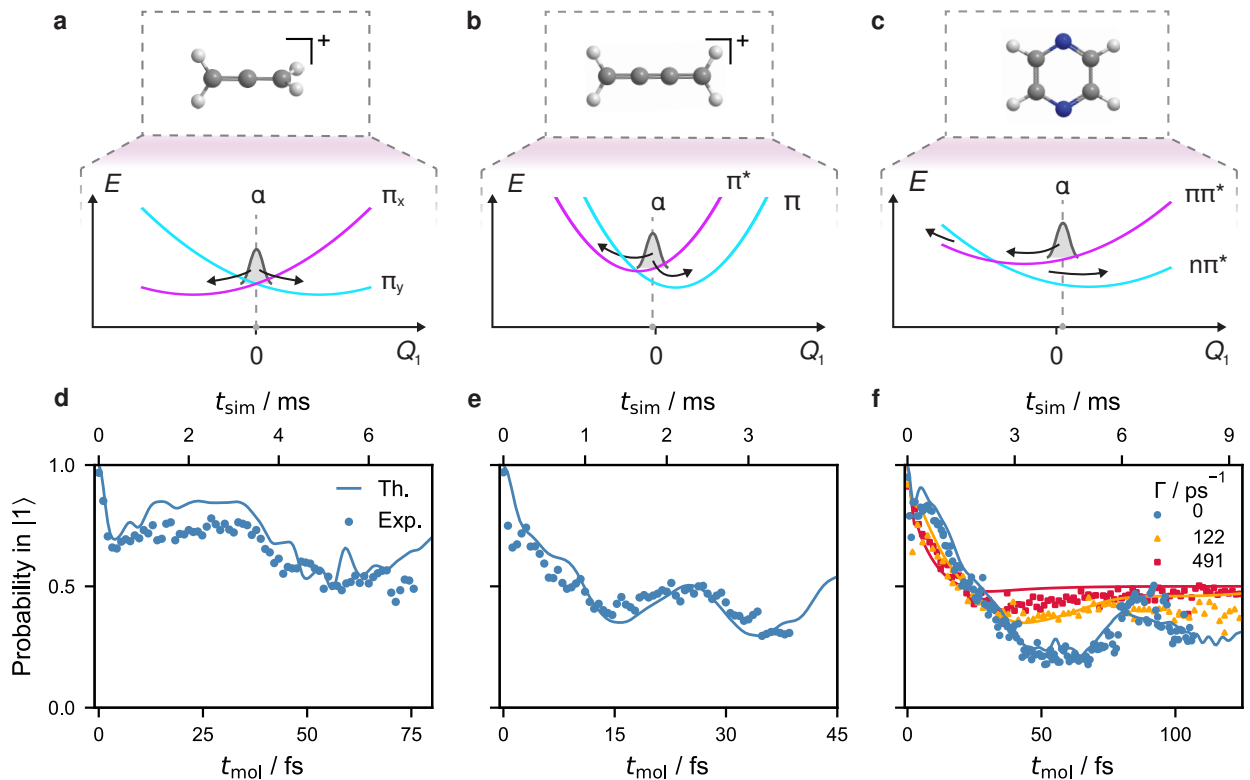 a
+
E
α
πx
πy
0
Q1
b
+
E
α
π*
π
0
Q1
c
E
α
ππ*
nπ*
0
Q1
d
tsim / ms
0 2 4 6
1.0
0.5
0.0
Probability in |1⟩
Th.
Exp.
0 25 50 75
tmol / fs
e
tsim / ms
0 1 2 3
0 15 30 45
tmol / fs
f
tsim / ms
0 3 6 9
Γ / ps⁻¹
0
122
491
0 50 100
tmol / fs